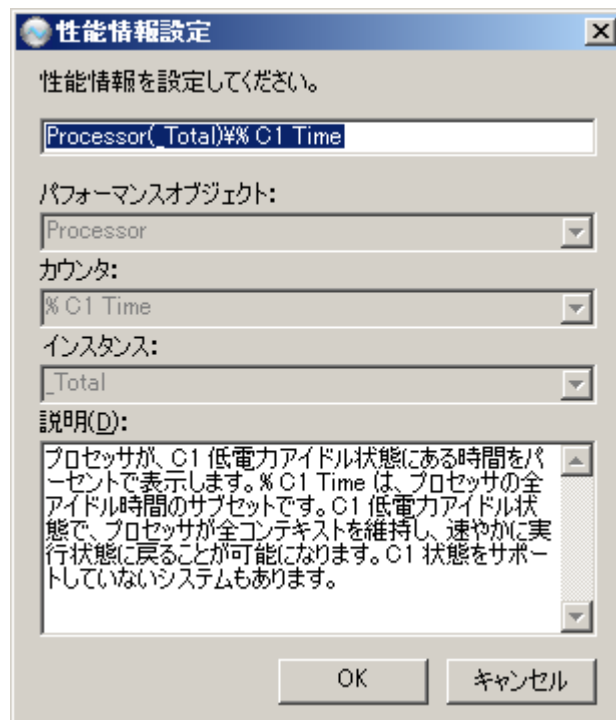 性能情報設定
性能情報を設定してください。
Processor(_Total)¥% C1 Time
パフォーマンスオブジェクト:
Processor
カウンタ:
% C1 Time
インスタンス:
_Total
説明(D):
プロセッサが、C1 低電力アイドル状態にある時間をパ
ーセントで表示します。% C1 Time は、プロセッサの全
アイドル時間のサブセットです。C1 低電力アイドル状
態で、プロセッサが全コンテキストを維持し、速やかに実
行状態に戻ることが可能になります。C1 状態をサポー
トしていないシステムもあります。
OK
キャンセル